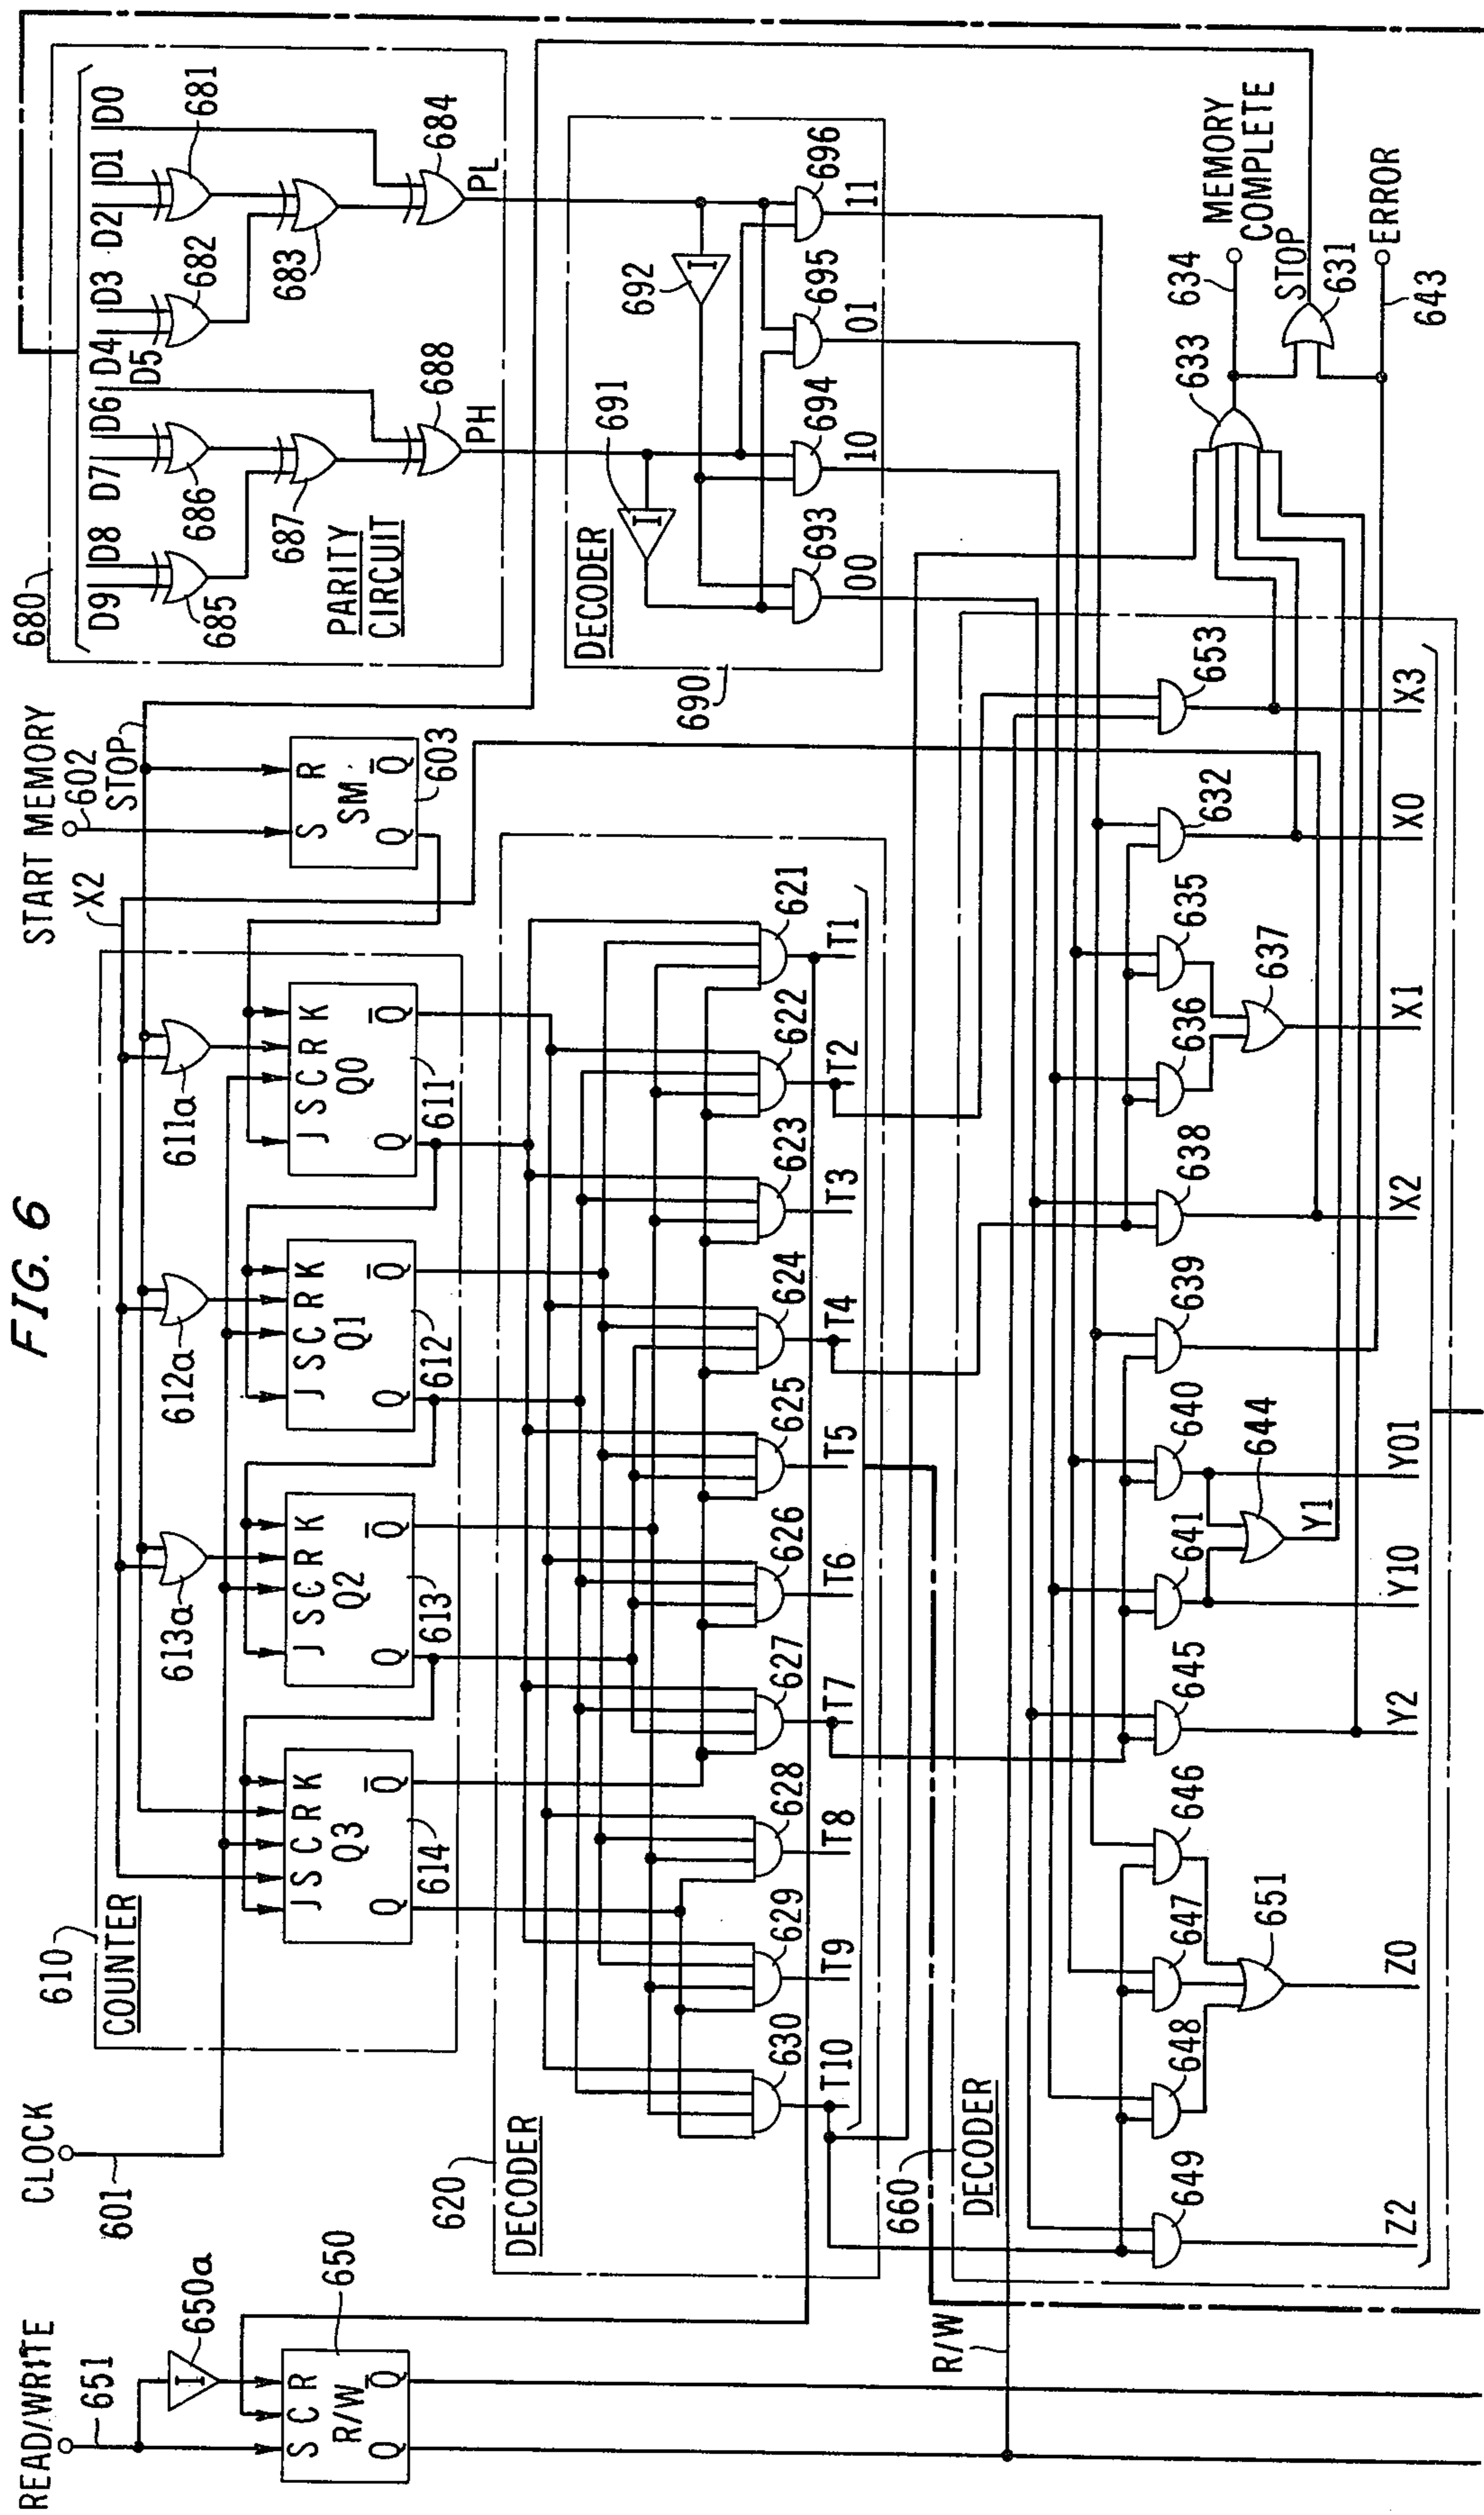 FIG. 6
READ/WRITE
651
650a
S C R
R/W
Q Q̅
650
CLOCK
601
START MEMORY
602
STOP
X2
S R
SM
Q Q̅
603
610
COUNTER
613a
612a
611a
J S C R K
Q3
Q Q̅
614
J S C R K
Q2
Q Q̅
613
J S C R K
Q1
Q Q̅
612
J S C R K
Q0
Q Q̅
611
620
DECODER
630
629
628
627
626
625
624
623
622
621
T10
T9
T8
T7
T6
T5
T4
T3
T2
T1
680
D9 D8 D7 D6 D5 D4 D3 D2 D1 D0
685
686
682
681
687
683
PARITY
CIRCUIT
688
684
PH
PL
DECODER
690
691
I
692
I
693
694
695
696
00
10
01
11
R/W
660
DECODER
649
648
647
646
645
641
640
639
638
636
635
632
653
651
644
637
Y1
Z2
Z0
Y2
Y10
Y01
X2
X1
X0
X3
633
634
MEMORY
COMPLETE
STOP
631
ERROR
643
I